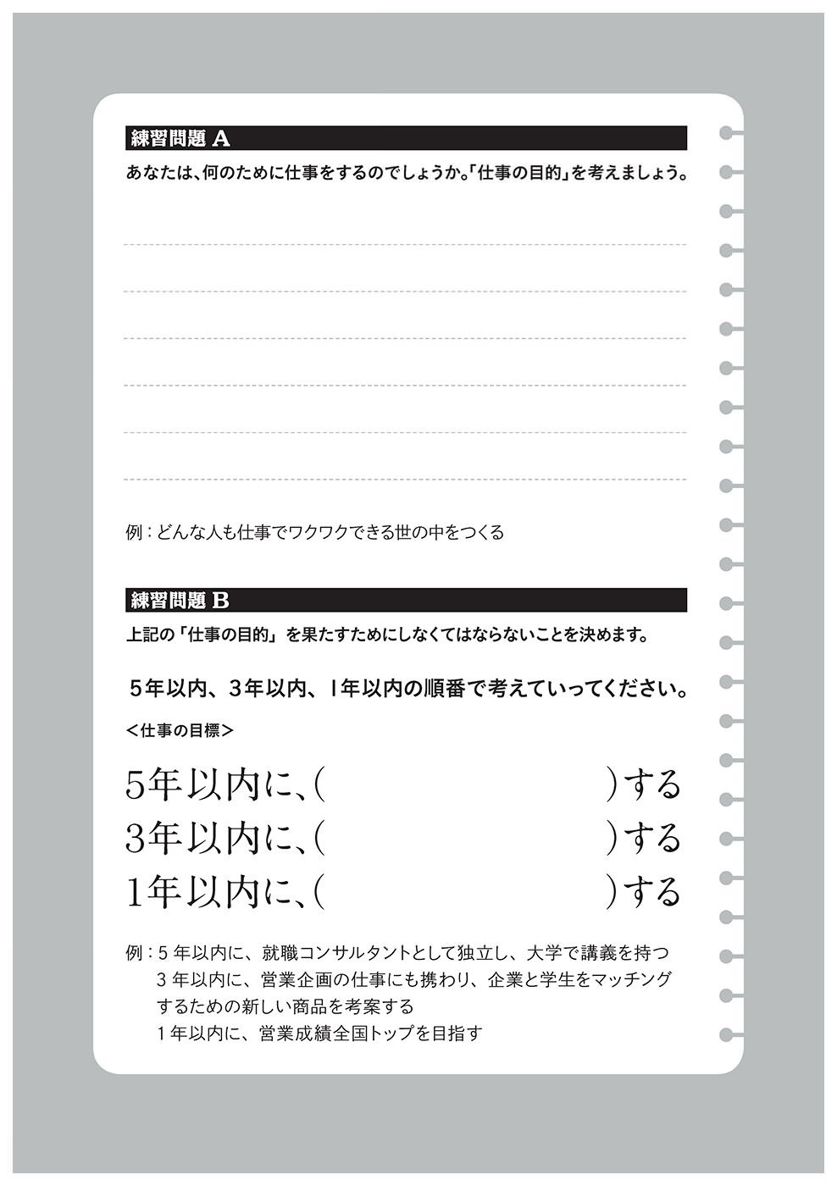 練習問題 A
あなたは、何のために仕事をするのでしょうか。「仕事の目的」を考えましょう。
例：どんな人も仕事でワクワクできる世の中をつくる
練習問題 B
上記の「仕事の目的」を果たすためにしなくてはならないことを決めます。
5年以内、3年以内、1年以内の順番で考えていってください。
＜仕事の目標＞
5年以内に、（　　　　　　　　）する
3年以内に、（　　　　　　　　）する
1年以内に、（　　　　　　　　）する
例：5 年以内に、就職コンサルタントとして独立し、大学で講義を持つ
3 年以内に、営業企画の仕事にも携わり、企業と学生をマッチング
するための新しい商品を考案する
1 年以内に、営業成績全国トップを目指す